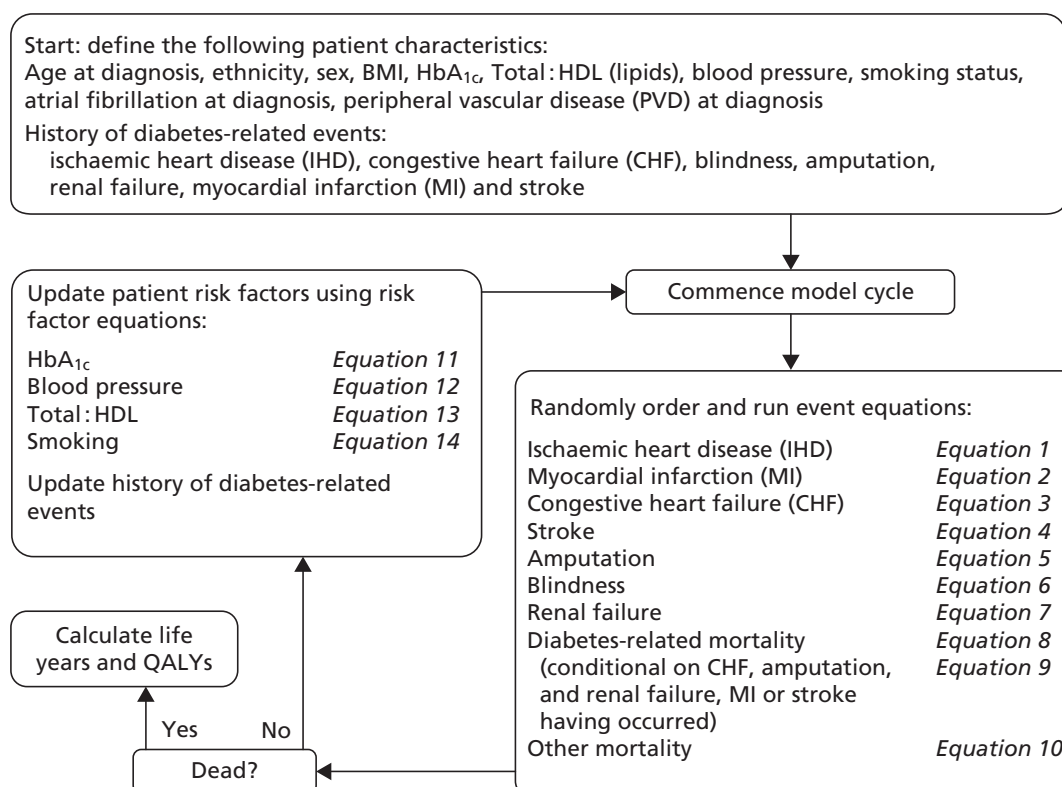 Start: define the following patient characteristics:
Age at diagnosis, ethnicity, sex, BMI, HbA1c, Total:HDL (lipids), blood pressure, smoking status,
atrial fibrillation at diagnosis, peripheral vascular disease (PVD) at diagnosis
History of diabetes-related events:
ischaemic heart disease (IHD), congestive heart failure (CHF), blindness, amputation,
renal failure, myocardial infarction (MI) and stroke
Commence model cycle
Update patient risk factors using risk
factor equations:
HbA1c Equation 11
Blood pressure Equation 12
Total:HDL Equation 13
Smoking Equation 14
Update history of diabetes-related
events
Randomly order and run event equations:
Ischaemic heart disease (IHD) Equation 1
Myocardial infarction (MI) Equation 2
Congestive heart failure (CHF) Equation 3
Stroke Equation 4
Amputation Equation 5
Blindness Equation 6
Renal failure Equation 7
Diabetes-related mortality Equation 8
(conditional on CHF, amputation, Equation 9
and renal failure, MI or stroke
having occurred)
Other mortality Equation 10
Dead?
Yes
No
Calculate life
years and QALYs